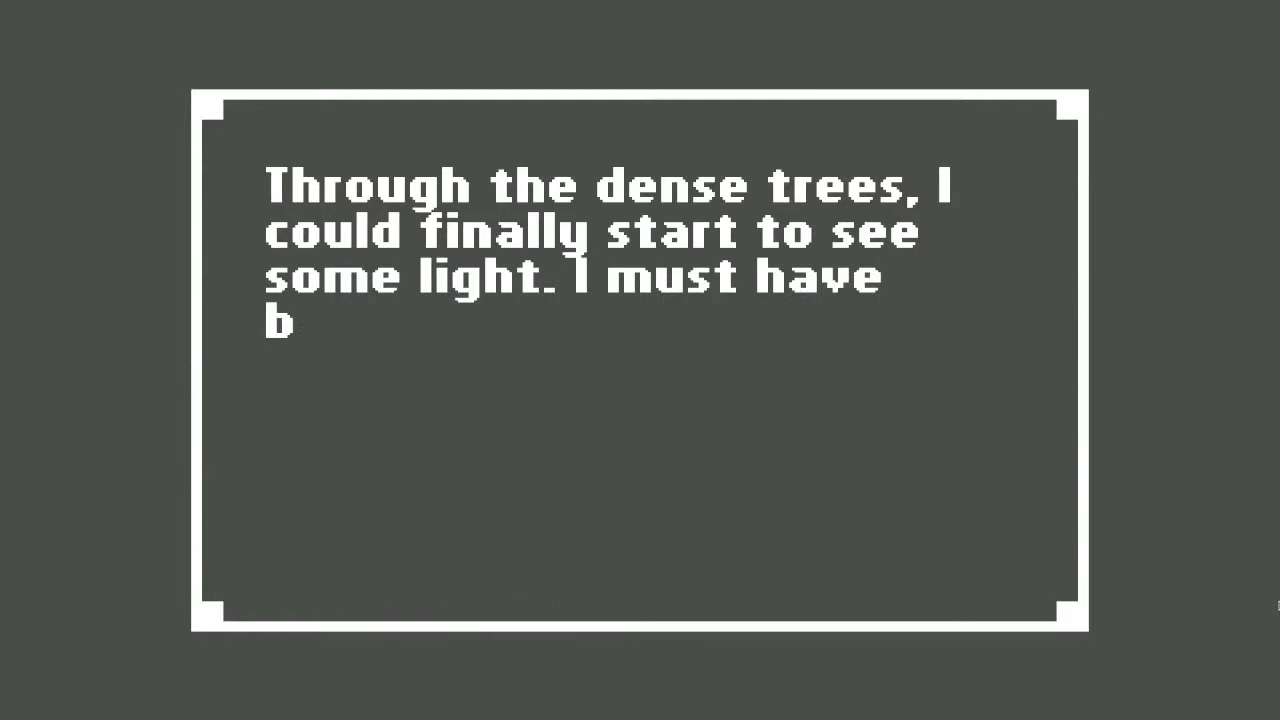 Through the dense trees, I
could finally start to see
some light. I must have
b